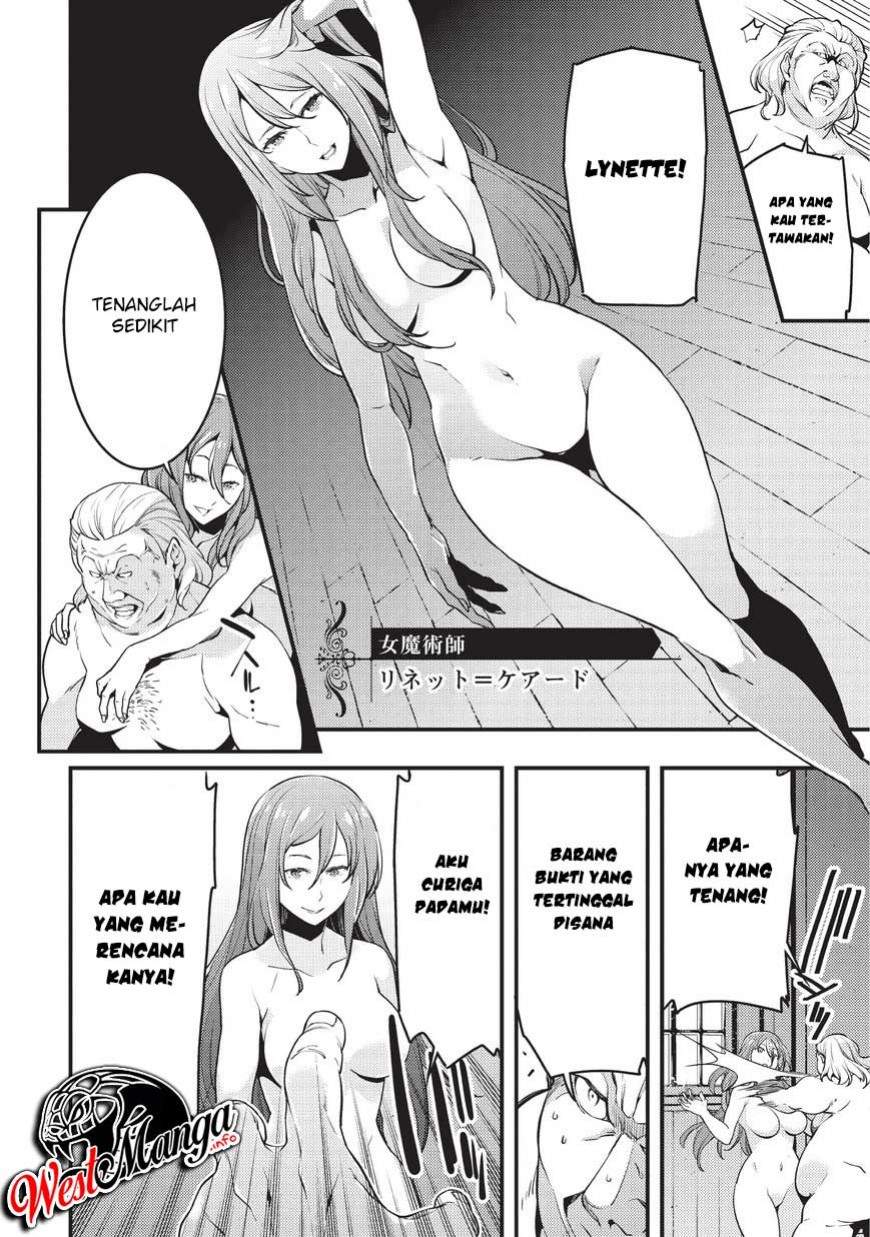 APA YANG
KAU TER-
TAWAKAN!
LYNETTE!
TENANGLAH
SEDIKIT
女魔術師
リネット＝ケアード
APA-
NYA YANG
TENANG!
BARANG
BUKTI YANG
TERTINGGAL
DISANA
AKU
CURIGA
PADAMU!
APA KAU
YANG ME-
RENCANA
KANYA!
WestManga
.info